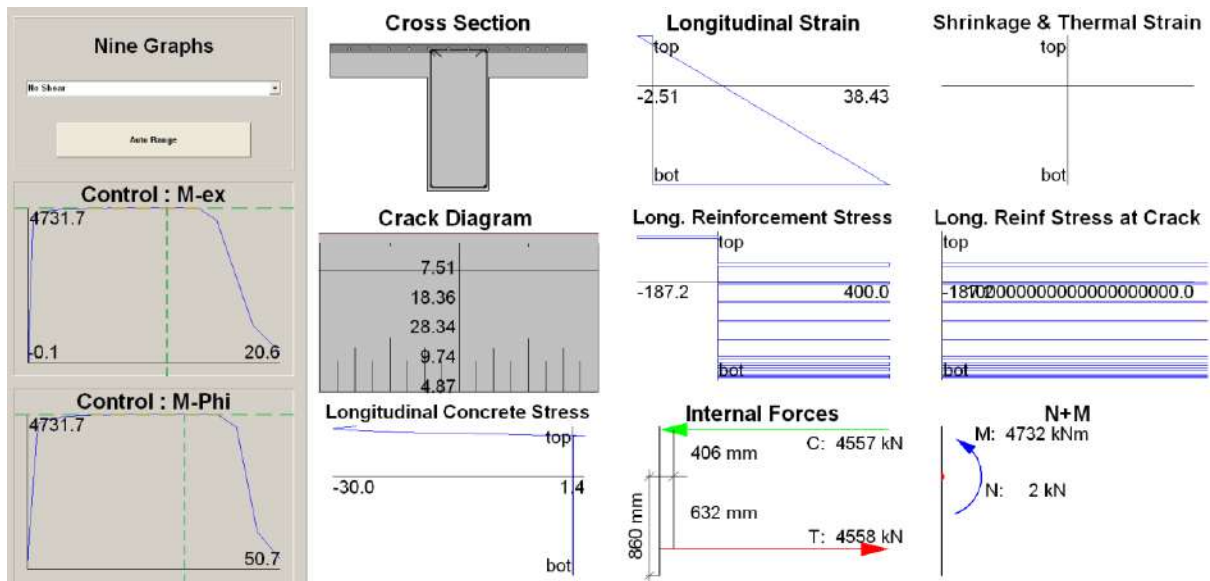 Nine Graphs
No Shear
Auto Range
Control : M-ex
4731.7
-0.1
20.6
Control : M-Phi
4731.7
50.7
Cross Section
Crack Diagram
7.51
18.36
28.34
9.74
4.87
Longitudinal Concrete Stress
top
-30.0
1.4
bot
Longitudinal Strain
top
-2.51
38.43
bot
Long. Reinforcement Stress
top
-187.2
400.0
bot
Internal Forces
C: 4557 kN
406 mm
632 mm
860 mm
T: 4558 kN
Shrinkage & Thermal Strain
top
bot
Long. Reinf Stress at Crack
top
bot
N+M
M: 4732 kNm
N: 2 kN